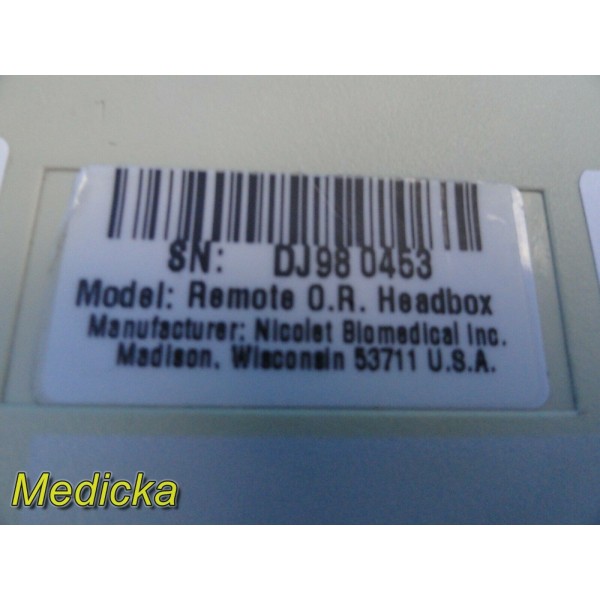 SN: DJ98 0453
Model: Remote O.R. Headbox
Manufacturer: Nicolet Biomedical Inc.
Madison, Wisconsin 53711 U.S.A.
Medicka